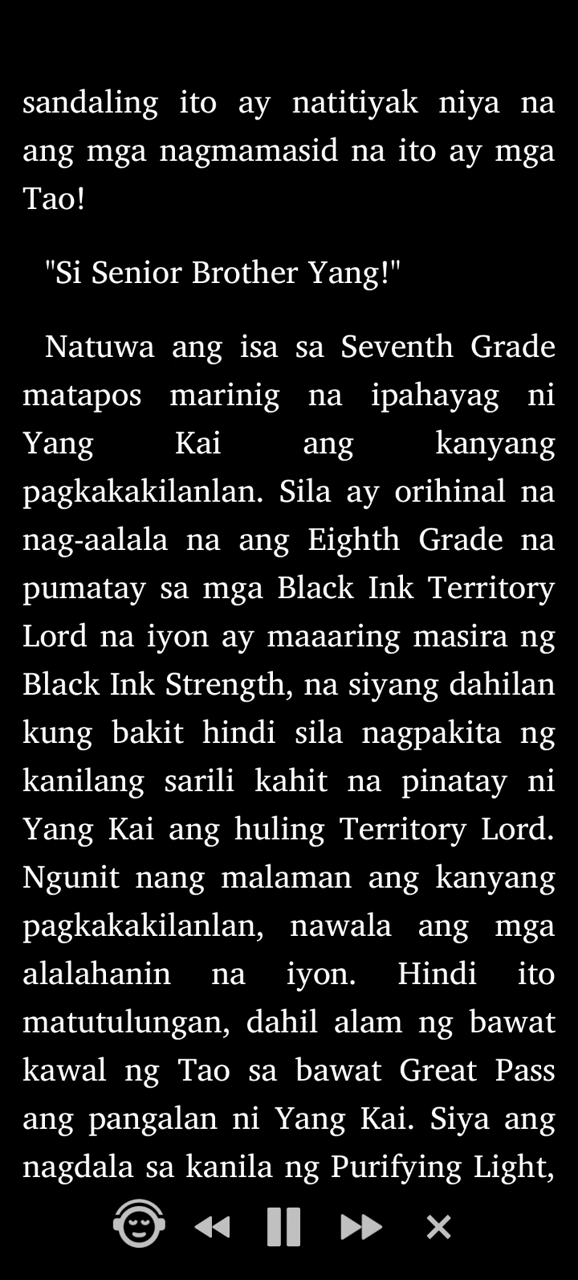 sandaling ito ay natitiyak niya na
ang mga nagmamasid na ito ay mga
Tao!
"Si Senior Brother Yang!"
Natuwa ang isa sa Seventh Grade
matapos marinig na ipahayag ni
Yang Kai ang kanyang
pagkakakilanlan. Sila ay orihinal na
nag-aalala na ang Eighth Grade na
pumatay sa mga Black Ink Territory
Lord na iyon ay maaaring masira ng
Black Ink Strength, na siyang dahilan
kung bakit hindi sila nagpakita ng
kanilang sarili kahit na pinatay ni
Yang Kai ang huling Territory Lord.
Ngunit nang malaman ang kanyang
pagkakakilanlan, nawala ang mga
alalahanin na iyon. Hindi ito
matutulungan, dahil alam ng bawat
kawal ng Tao sa bawat Great Pass
ang pangalan ni Yang Kai. Siya ang
nagdala sa kanila ng Purifying Light,